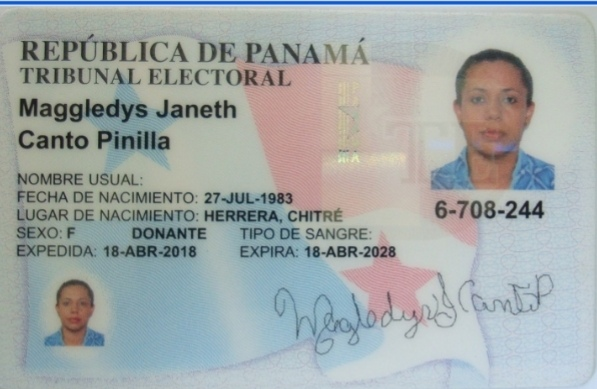 REPÚBLICA DE PANAMÁ
TRIBUNAL ELECTORAL
Maggledys Janeth
Canto Pinilla
NOMBRE USUAL:
FECHA DE NACIMIENTO: 27-JUL-1983
LUGAR DE NACIMIENTO: HERRERA, CHITRÉ
SEXO: F DONANTE TIPO DE SANGRE:
EXPEDIDA: 18-ABR-2018 EXPIRA: 18-ABR-2028
6-708-244
Maggledys J Canto P